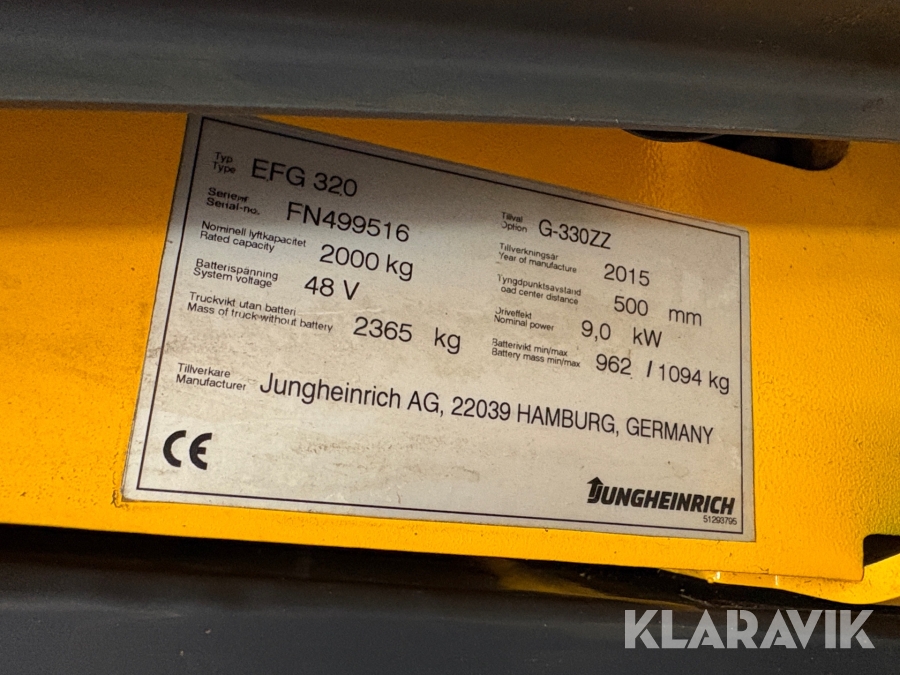 Typ
Type EFG 320
Serienr
Serial-no. FN499516
Nominell lyftkapacitet
Rated capacity 2000 kg
Batterispänning
System voltage 48 V
Truckvikt utan batteri
Mass of truck without battery 2365 kg
Tillval
Option G-330ZZ
Tillverkningsår
Year of manufacture 2015
Tyngdpunktsavstand
oad center distance 500 mm
Driveffekt
Nominal power 9,0 kW
Batterivikt min/max
Battery mass min/max 962 / 1094 kg
Tillverkare
Manufacturer Jungheinrich AG, 22039 HAMBURG, GERMANY
CE
JUNGHEINRICH
51293795
KLARAVIK